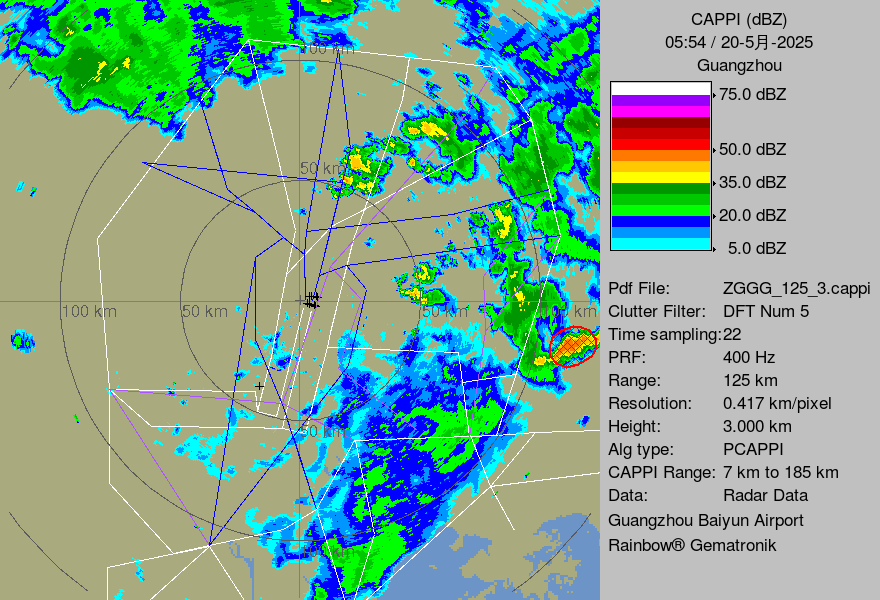 CAPPI (dBZ)
05:54 / 20-5月-2025
Guangzhou
75.0 dBZ
50.0 dBZ
35.0 dBZ
20.0 dBZ
5.0 dBZ
Pdf File: ZGGG_125_3.cappi
Clutter Filter: DFT Num 5
Time sampling:22
PRF: 400 Hz
Range: 125 km
Resolution: 0.417 km/pixel
Height: 3.000 km
Alg type: PCAPPI
CAPPI Range: 7 km to 185 km
Data: Radar Data
Guangzhou Baiyun Airport
Rainbow® Gematronik
100 km
50 km
100 km
50 km
50 km
100 km
50 km
100 km